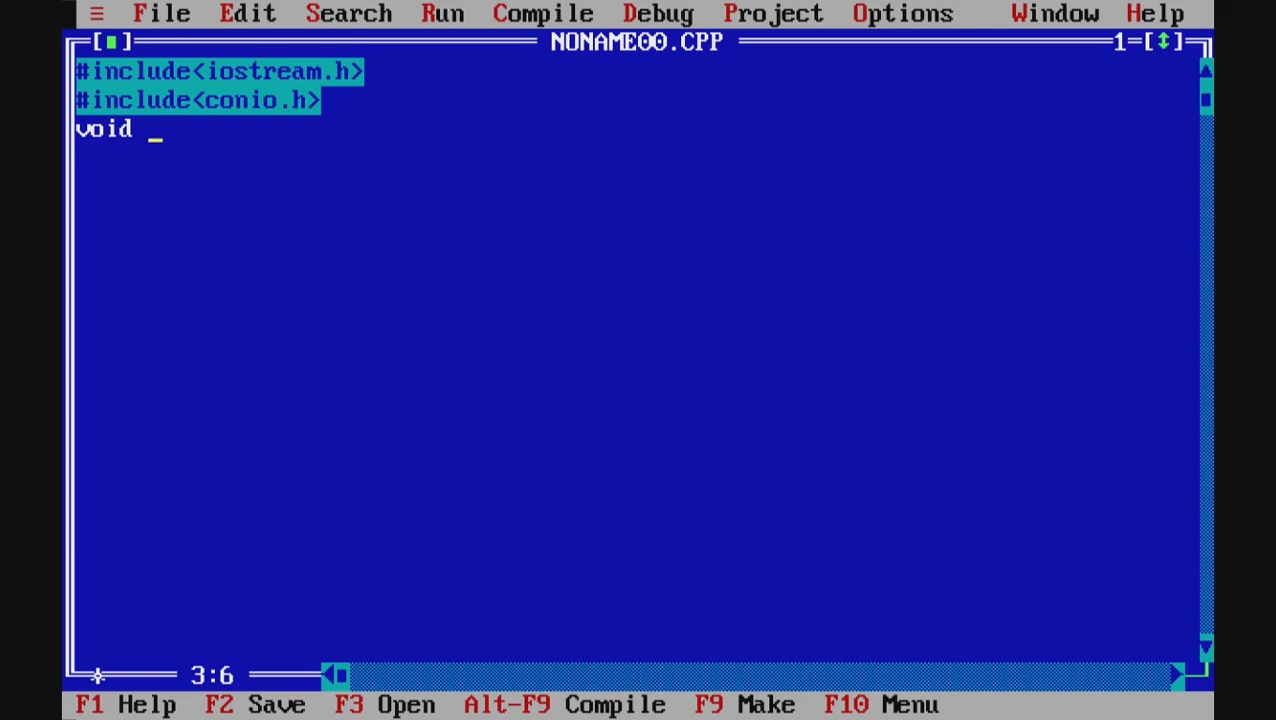 ≡ File Edit Search Run Compile Debug Project Options Window Help
[■] NONAME00.CPP 1=[↕]
#include<iostream.h>
#include<conio.h>
void _
3:6
F1 Help F2 Save F3 Open Alt-F9 Compile F9 Make F10 Menu